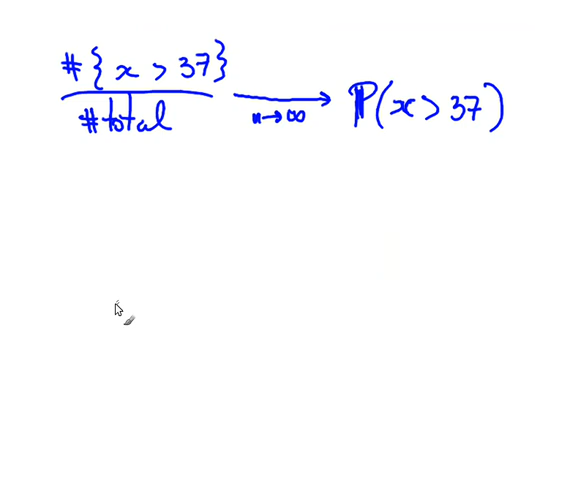 #{x > 37}
#total
n→∞
ℙ(x > 37)